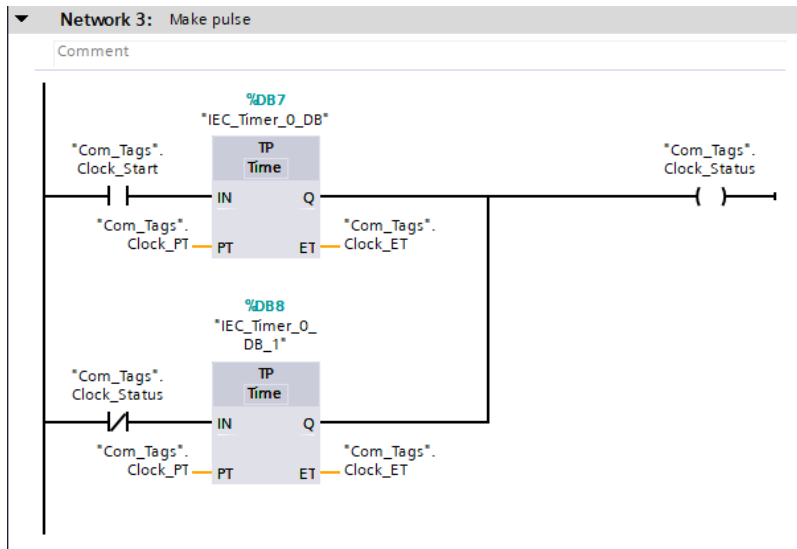 Network 3: Make pulse
Comment
%DB7
"IEC_Timer_0_DB"
TP
Time
"Com_Tags".
Clock_Start
IN
Q
"Com_Tags".
Clock_PT
PT
ET
"Com_Tags".
Clock_ET
"Com_Tags".
Clock_Status
%DB8
"IEC_Timer_0_
DB_1"
TP
Time
"Com_Tags".
Clock_Status
IN
Q
"Com_Tags".
Clock_PT
PT
ET
"Com_Tags".
Clock_ET